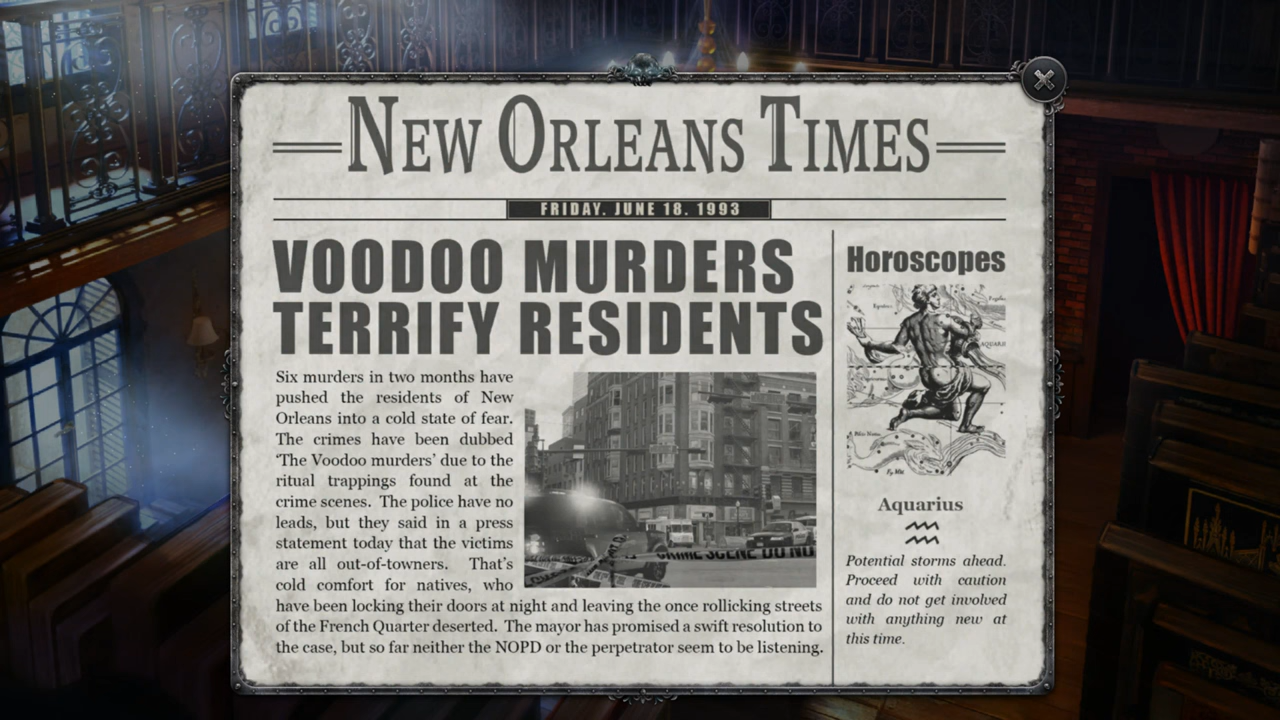 NEW ORLEANS TIMES
FRIDAY. JUNE 18. 1993
VOODOO MURDERS
TERRIFY RESIDENTS
Six murders in two months have
pushed the residents of New
Orleans into a cold state of fear.
The crimes have been dubbed
‘The Voodoo murders’ due to the
ritual trappings found at the
crime scenes. The police have no
leads, but they said in a press
statement today that the victims
are all out-of-towners. That’s
cold comfort for natives, who
have been locking their doors at night and leaving the once rollicking streets
of the French Quarter deserted. The mayor has promised a swift resolution to
the case, but so far neither the NOPD or the perpetrator seem to be listening.
CRIME SCENE DO NO
Horoscopes
Aquarius
Potential storms ahead.
Proceed with caution
and do not get involved
with anything new at
this time.